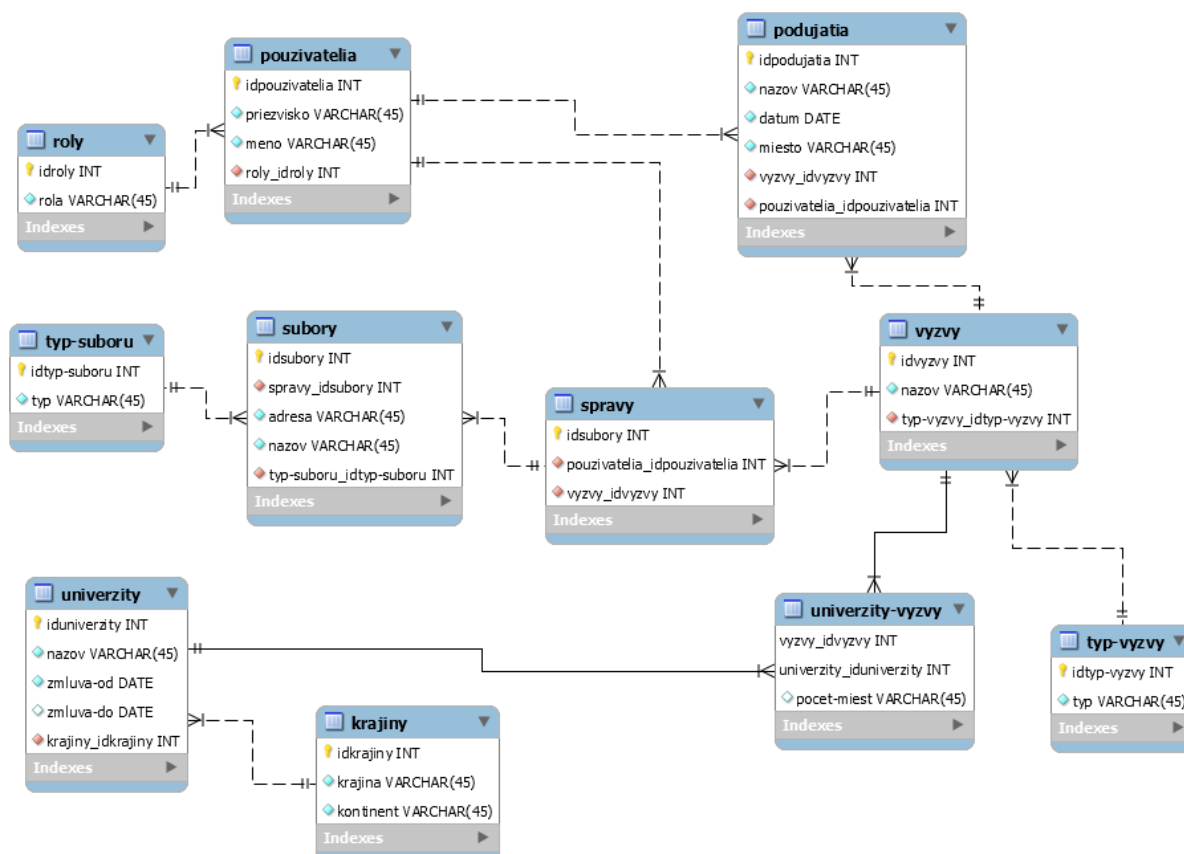 roly
idroly INT
rola VARCHAR(45)
Indexes
pouzivatelia
idpouzivatelia INT
priezvisko VARCHAR(45)
meno VARCHAR(45)
roly_idroly INT
Indexes
podujatia
idpodujatia INT
nazov VARCHAR(45)
datum DATE
miesto VARCHAR(45)
vyzvy_idvyzvy INT
pouzivatelia_idpouzivatelia INT
Indexes
typ-suboru
idtyp-suboru INT
typ VARCHAR(45)
Indexes
subory
idsubory INT
spravy_idsubory INT
adresa VARCHAR(45)
nazov VARCHAR(45)
typ-suboru_idtyp-suboru INT
Indexes
spravy
idsubory INT
pouzivatelia_idpouzivatelia INT
vyzvy_idvyzvy INT
Indexes
vyzvy
idvyzvy INT
nazov VARCHAR(45)
typ-vyzvy_idtyp-vyzvy INT
Indexes
univerzity
iduniverzity INT
nazov VARCHAR(45)
zmluva-od DATE
zmluva-do DATE
krajiny_idkrajiny INT
Indexes
krajiny
idkrajiny INT
krajina VARCHAR(45)
kontinent VARCHAR(45)
Indexes
univerzity-vyzvy
vyzvy_idvyzvy INT
univerzity_iduniverzity INT
pocet-miest VARCHAR(45)
Indexes
typ-vyzvy
idtyp-vyzvy INT
typ VARCHAR(45)
Indexes